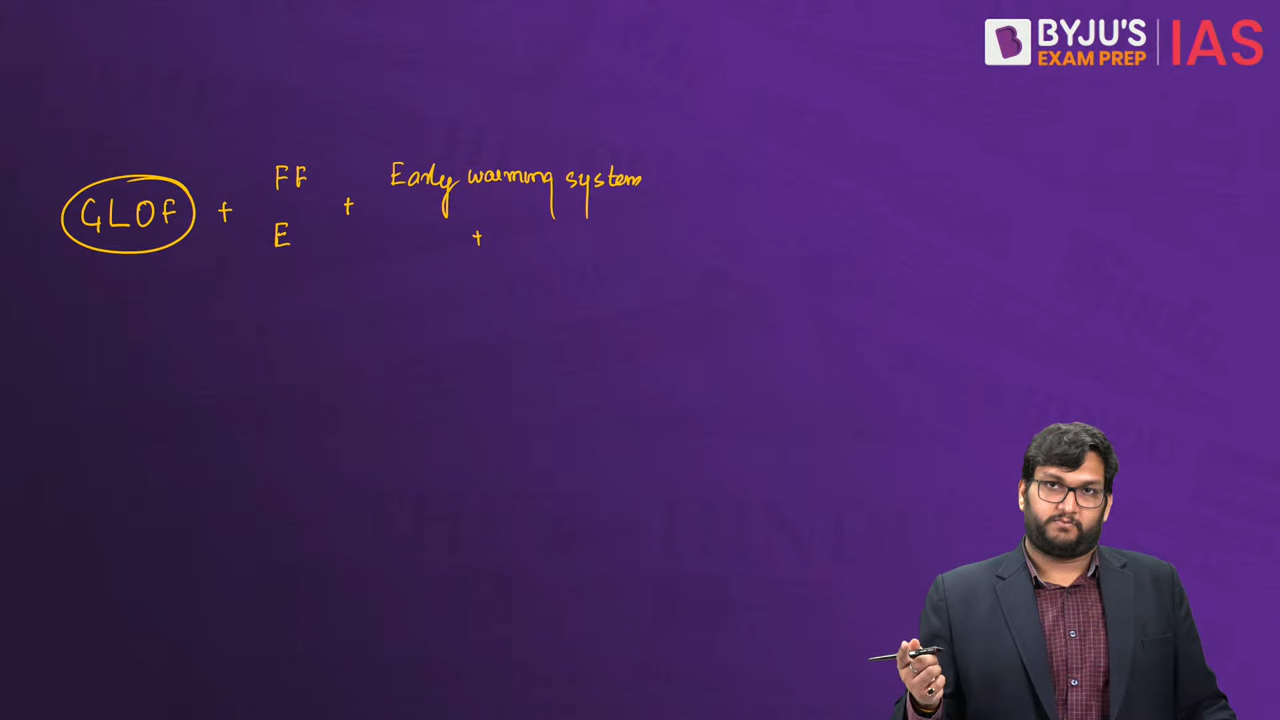 BYJU'S
EXAM PREP
IAS
GLOF + FF + Early warning system
E +